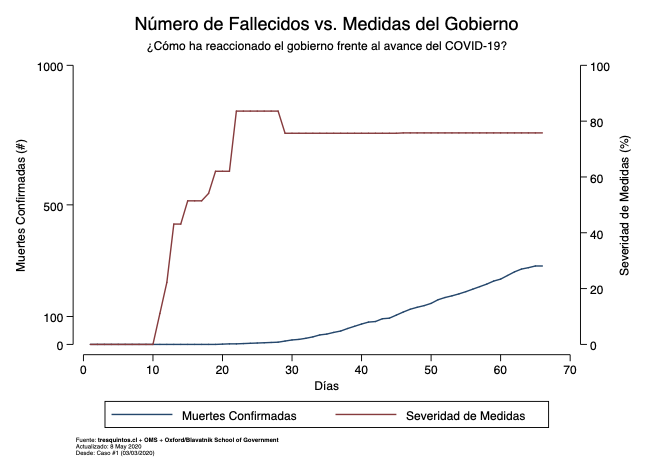 Número de Fallecidos vs. Medidas del Gobierno
¿Cómo ha reaccionado el gobierno frente al avance del COVID-19?
Muertes Confirmadas (#)
1000
500
100
0
Severidad de Medidas (%)
100
80
60
40
20
0
0 10 20 30 40 50 60 70
Días
Muertes Confirmadas Severidad de Medidas
Fuente: tresquintos.cl + OMS + Oxford/Blavatnik School of Government
Actualizado: 8 May 2020
Desde: Caso #1 (03/03/2020)